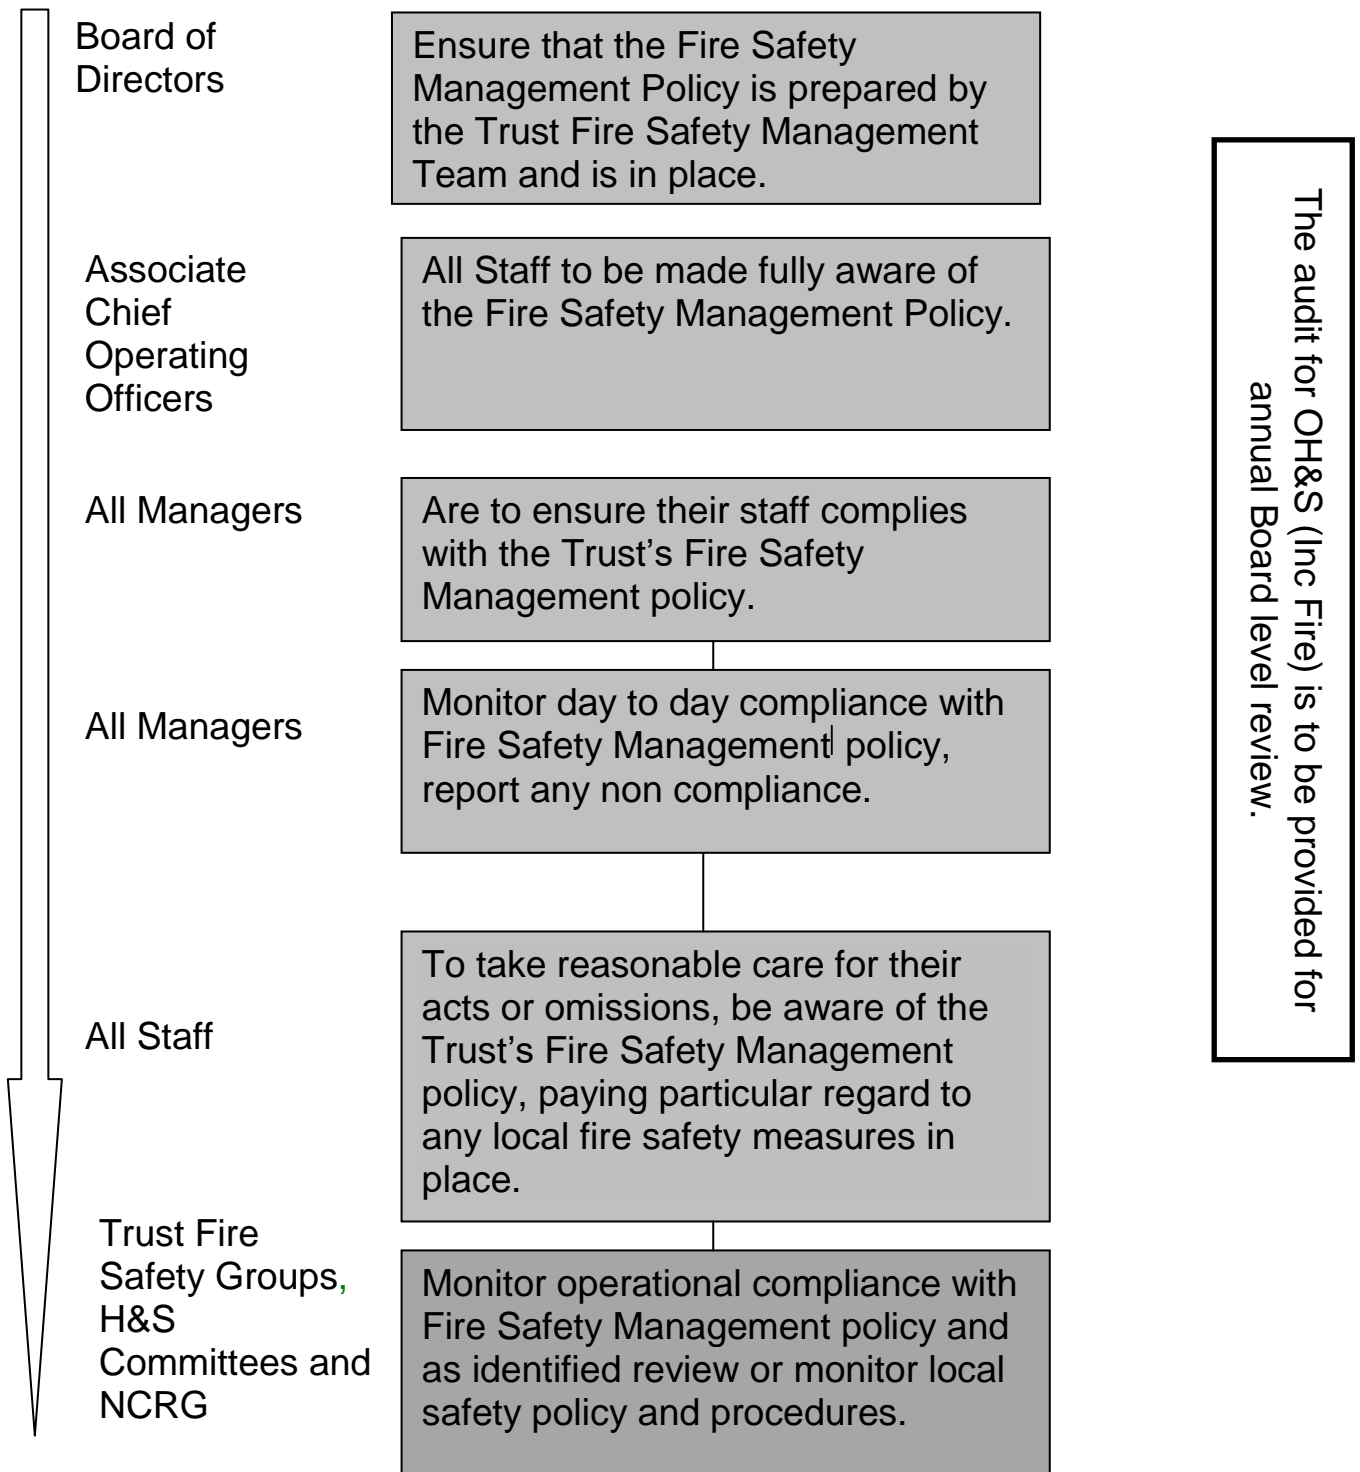 Board of
Directors
Ensure that the Fire Safety
Management Policy is prepared by
the Trust Fire Safety Management
Team and is in place.
Associate
Chief
Operating
Officers
All Staff to be made fully aware of
the Fire Safety Management Policy.
All Managers
Are to ensure their staff complies
with the Trust’s Fire Safety
Management policy.
All Managers
Monitor day to day compliance with
Fire Safety Management policy,
report any non compliance.
All Staff
To take reasonable care for their
acts or omissions, be aware of the
Trust’s Fire Safety Management
policy, paying particular regard to
any local fire safety measures in
place.
Trust Fire
Safety Groups,
H&S
Committees and
NCRG
Monitor operational compliance with
Fire Safety Management policy and
as identified review or monitor local
safety policy and procedures.
The audit for OH&S (Inc Fire) is to be provided for
annual Board level review.